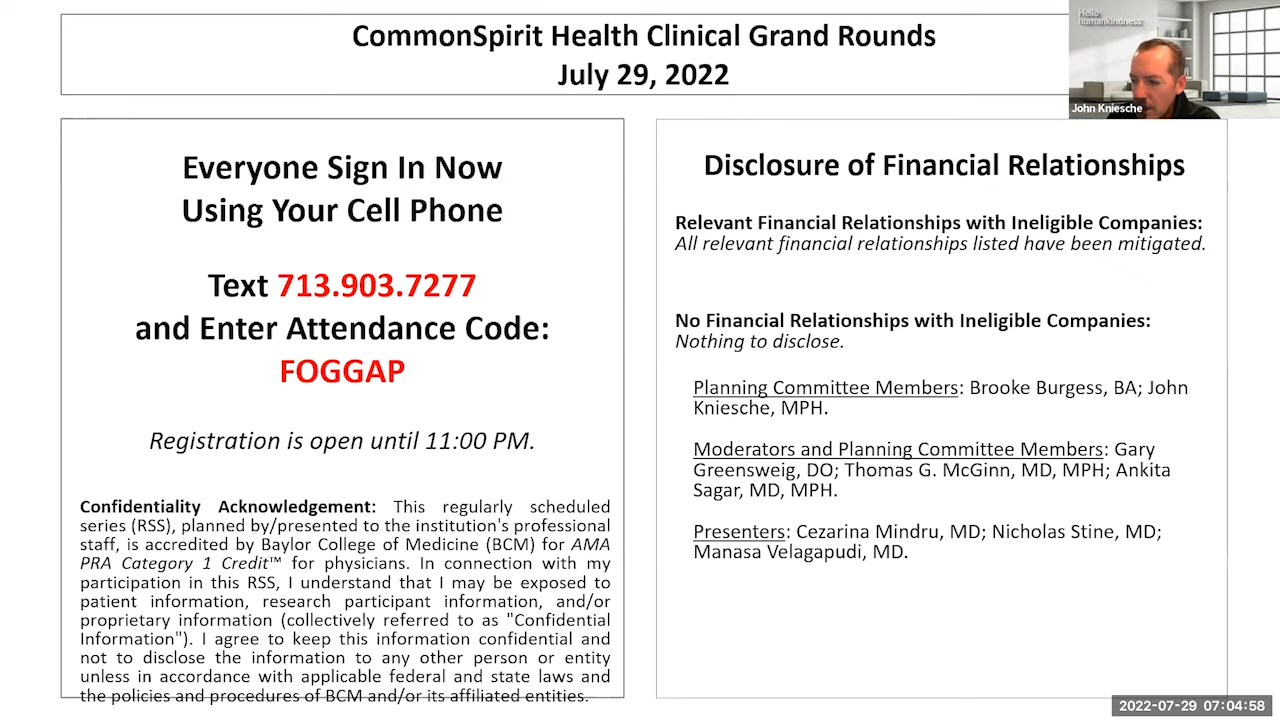 CommonSpirit Health Clinical Grand Rounds
July 29, 2022
Hello
humankindness
John Kniesche
Everyone Sign In Now
Using Your Cell Phone
Text 713.903.7277
and Enter Attendance Code:
FOGGAP
Registration is open until 11:00 PM.
Confidentiality Acknowledgement: This regularly scheduled
series (RSS), planned by/presented to the institution's professional
staff, is accredited by Baylor College of Medicine (BCM) for AMA
PRA Category 1 Credit™ for physicians. In connection with my
participation in this RSS, I understand that I may be exposed to
patient information, research participant information, and/or
proprietary information (collectively referred to as "Confidential
Information"). I agree to keep this information confidential and
not to disclose the information to any other person or entity
unless in accordance with applicable federal and state laws and
the policies and procedures of BCM and/or its affiliated entities.
Disclosure of Financial Relationships
Relevant Financial Relationships with Ineligible Companies:
All relevant financial relationships listed have been mitigated.
No Financial Relationships with Ineligible Companies:
Nothing to disclose.
Planning Committee Members: Brooke Burgess, BA; John
Kniesche, MPH.
Moderators and Planning Committee Members: Gary
Greensweig, DO; Thomas G. McGinn, MD, MPH; Ankita
Sagar, MD, MPH.
Presenters: Cezarina Mindru, MD; Nicholas Stine, MD;
Manasa Velagapudi, MD.
2022-07-29 07:04:58